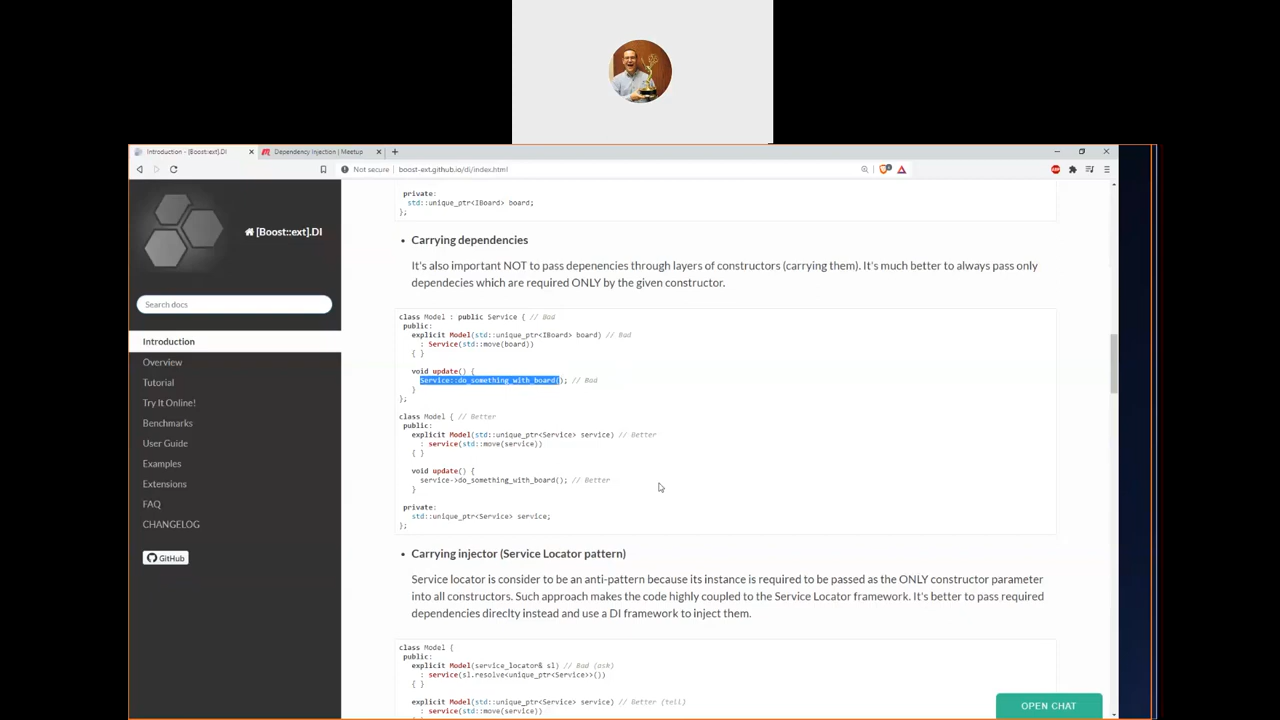 Introduction - [Boost::ext].DI
Dependency Injection | Meetup
Not secure
boost-ext.github.io/di/index.html
[Boost::ext].DI
Search docs
Introduction
Overview
Tutorial
Try It Online!
Benchmarks
User Guide
Examples
Extensions
FAQ
CHANGELOG
GitHub
private:
std::unique_ptr<IBoard> board;
};
Carrying dependencies
It's also important NOT to pass depenencies through layers of constructors (carrying them). It's much better to always pass only
dependecies which are required ONLY by the given constructor.
class Model : public Service { // Bad
public:
explicit Model(std::unique_ptr<IBoard> board) // Bad
: Service(std::move(board))
{ }
void update() {
Service::do_something_with_board(); // Bad
}
};
class Model { // Better
public:
explicit Model(std::unique_ptr<Service> service) // Better
: service(std::move(service))
{ }
void update() {
service->do_something_with_board(); // Better
}
private:
std::unique_ptr<Service> service;
};
Carrying injector (Service Locator pattern)
Service locator is consider to be an anti-pattern because its instance is required to be passed as the ONLY constructor parameter
into all constructors. Such approach makes the code highly coupled to the Service Locator framework. It's better to pass required
dependencies direclty instead and use a DI framework to inject them.
class Model {
public:
explicit Model(service_locator& sl) // Bad (ask)
: service(sl.resolve<unique_ptr<Service>>())
{ }
explicit Model(std::unique_ptr<Service> service) // Better (tell)
: service(std::move(service))
OPEN CHAT